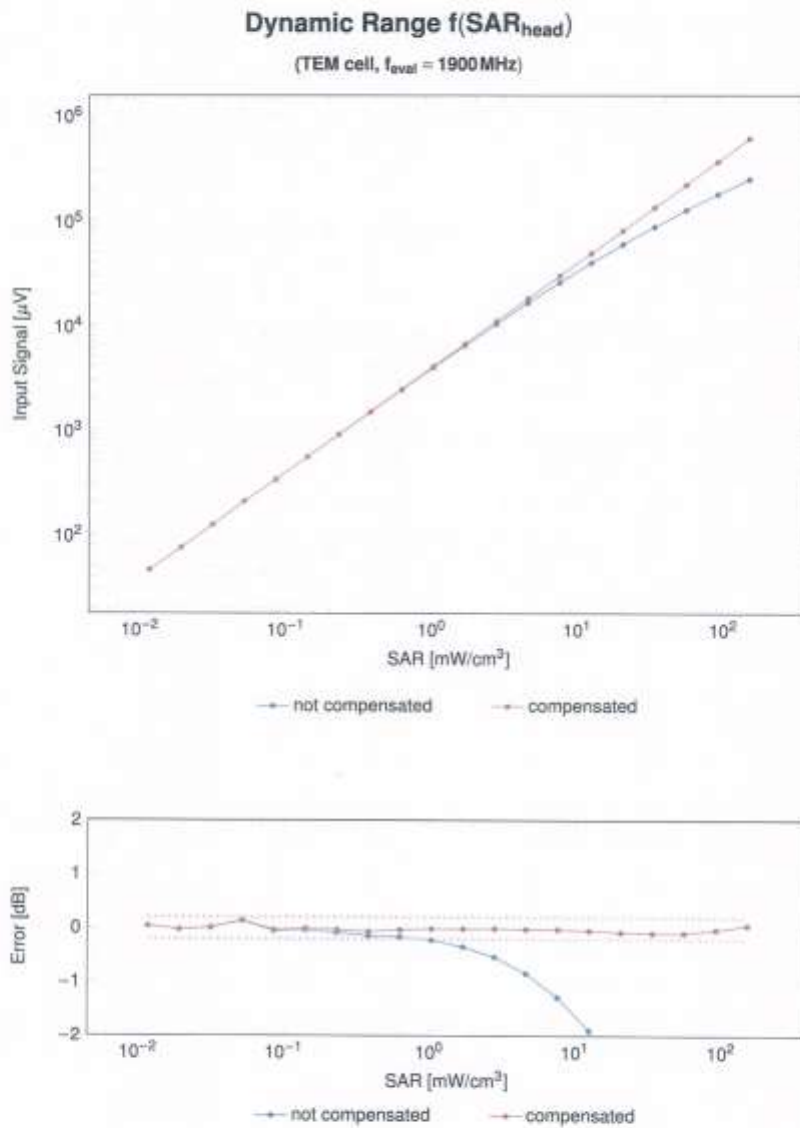 Dynamic Range f(SAR_head)
(TEM cell, f_eval = 1900 MHz)
Input Signal [µV]
10⁶
10⁵
10⁴
10³
10²
10⁻² 10⁻¹ 10⁰ 10¹ 10²
SAR [mW/cm³]
not compensated compensated
Error [dB]
2
1
0
−1
−2
10⁻² 10⁻¹ 10⁰ 10¹ 10²
SAR [mW/cm³]
not compensated compensated